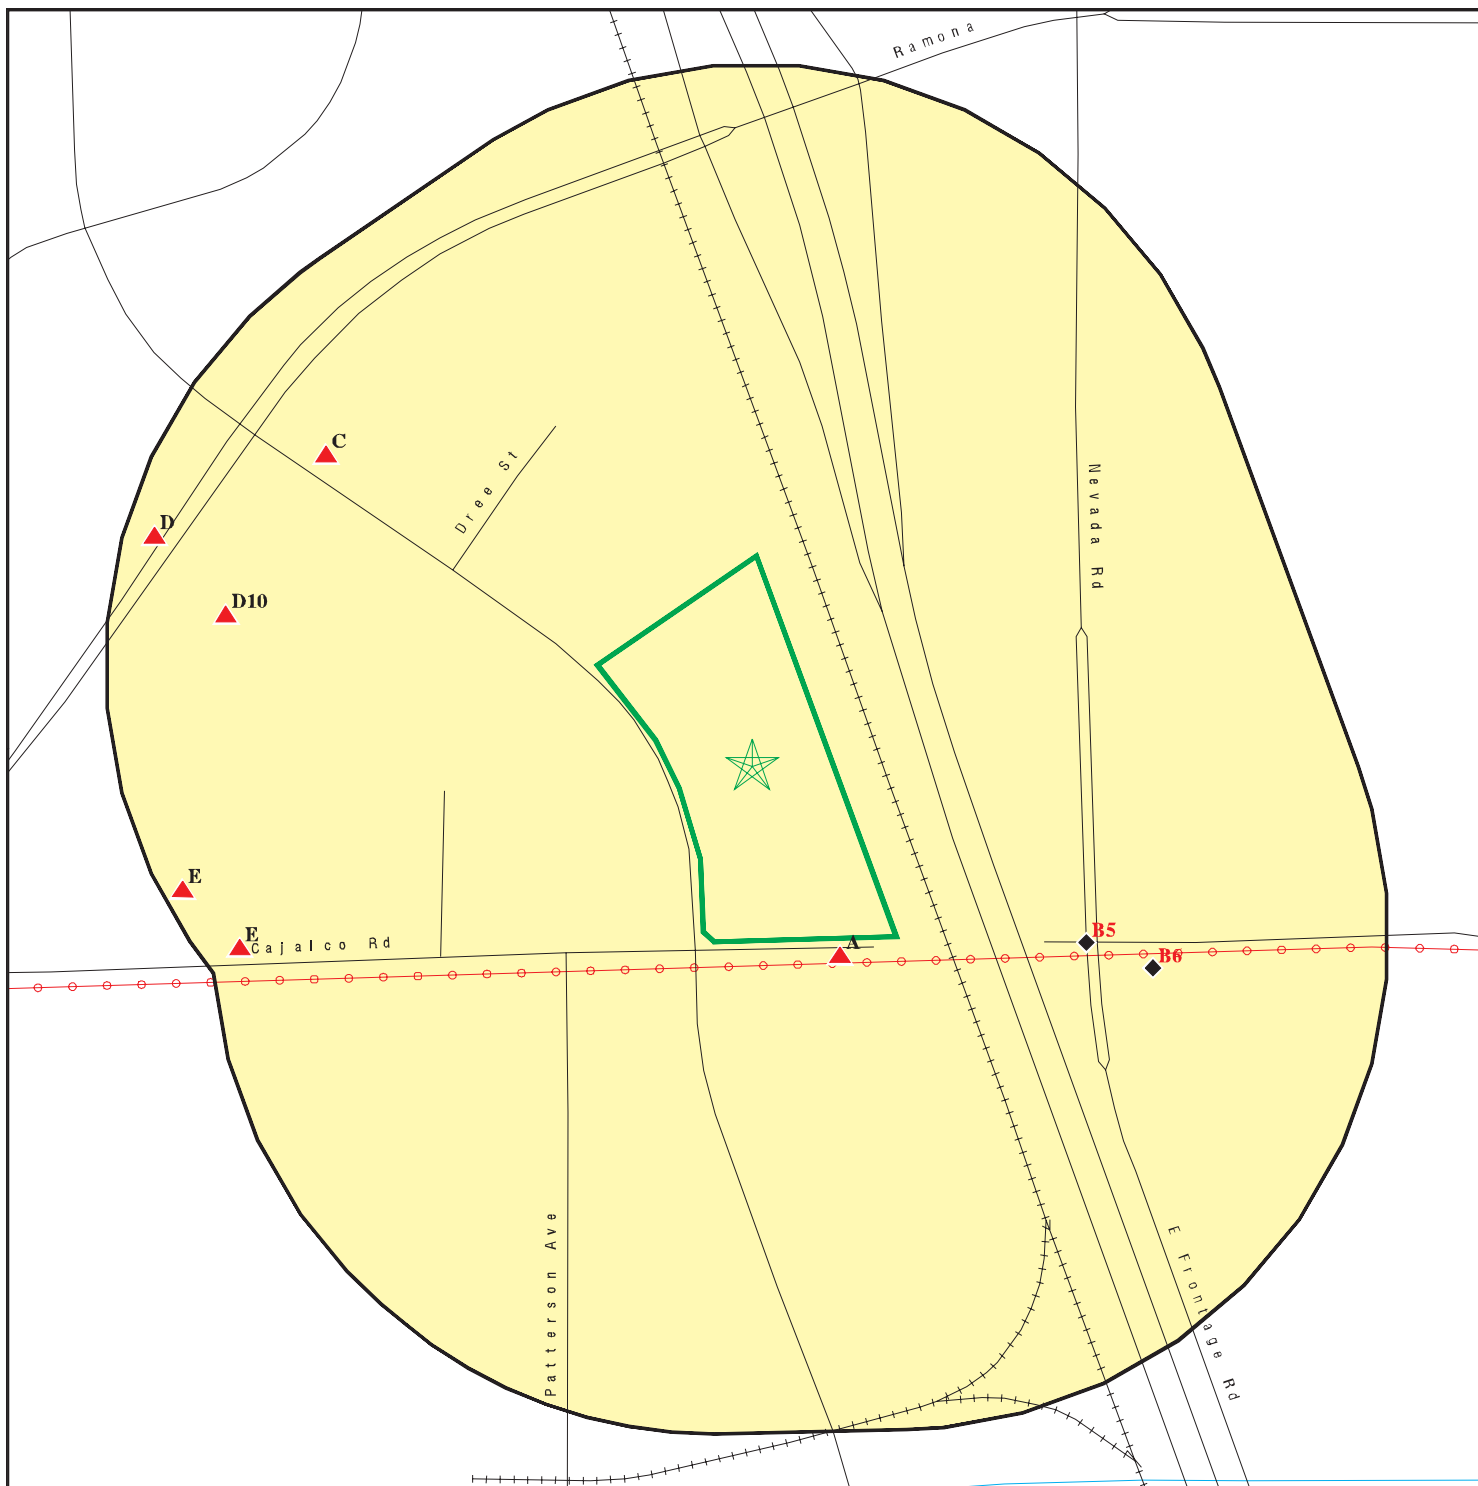 Ramona
C
Dree St
Nevada Rd
D
D10
E
E
Cajalco Rd
A
B5
B6
Patterson Ave
E Frontage Rd